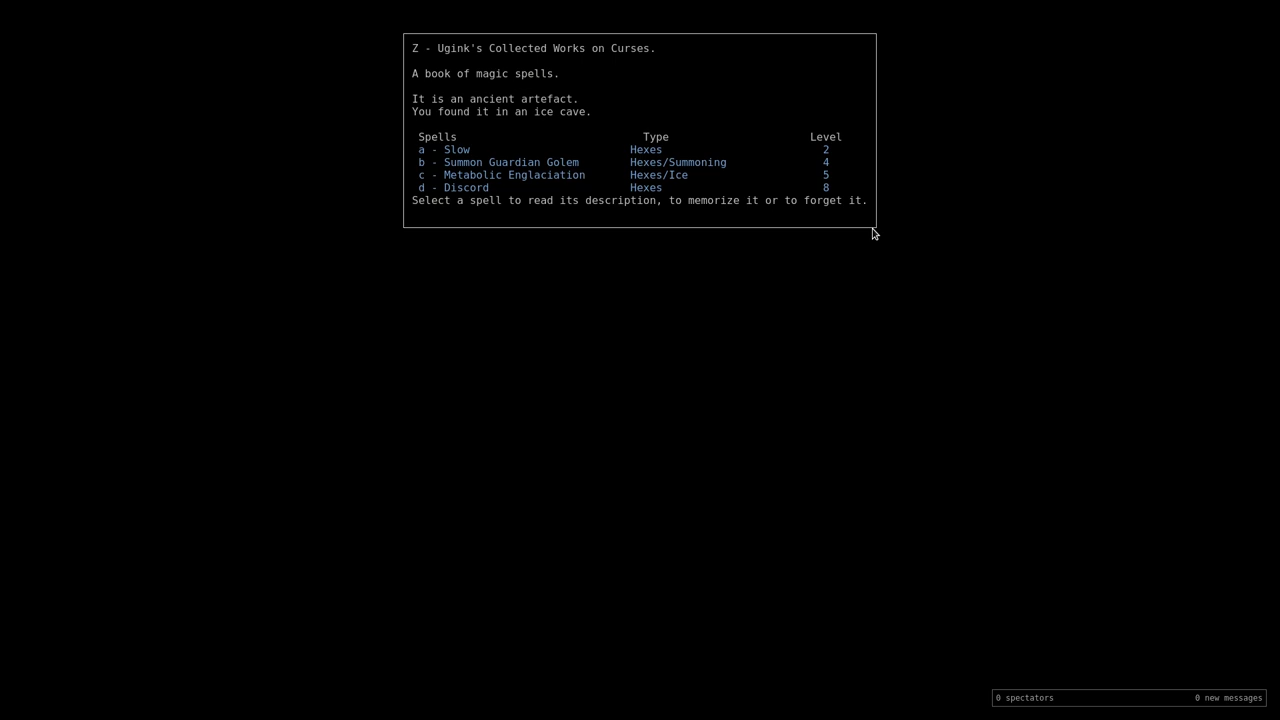 Z - Ugink's Collected Works on Curses.
A book of magic spells.
It is an ancient artefact.
You found it in an ice cave.
Spells Type Level
a - Slow Hexes 2
b - Summon Guardian Golem Hexes/Summoning 4
c - Metabolic Englaciation Hexes/Ice 5
d - Discord Hexes 8
Select a spell to read its description, to memorize it or to forget it.
0 spectators 0 new messages